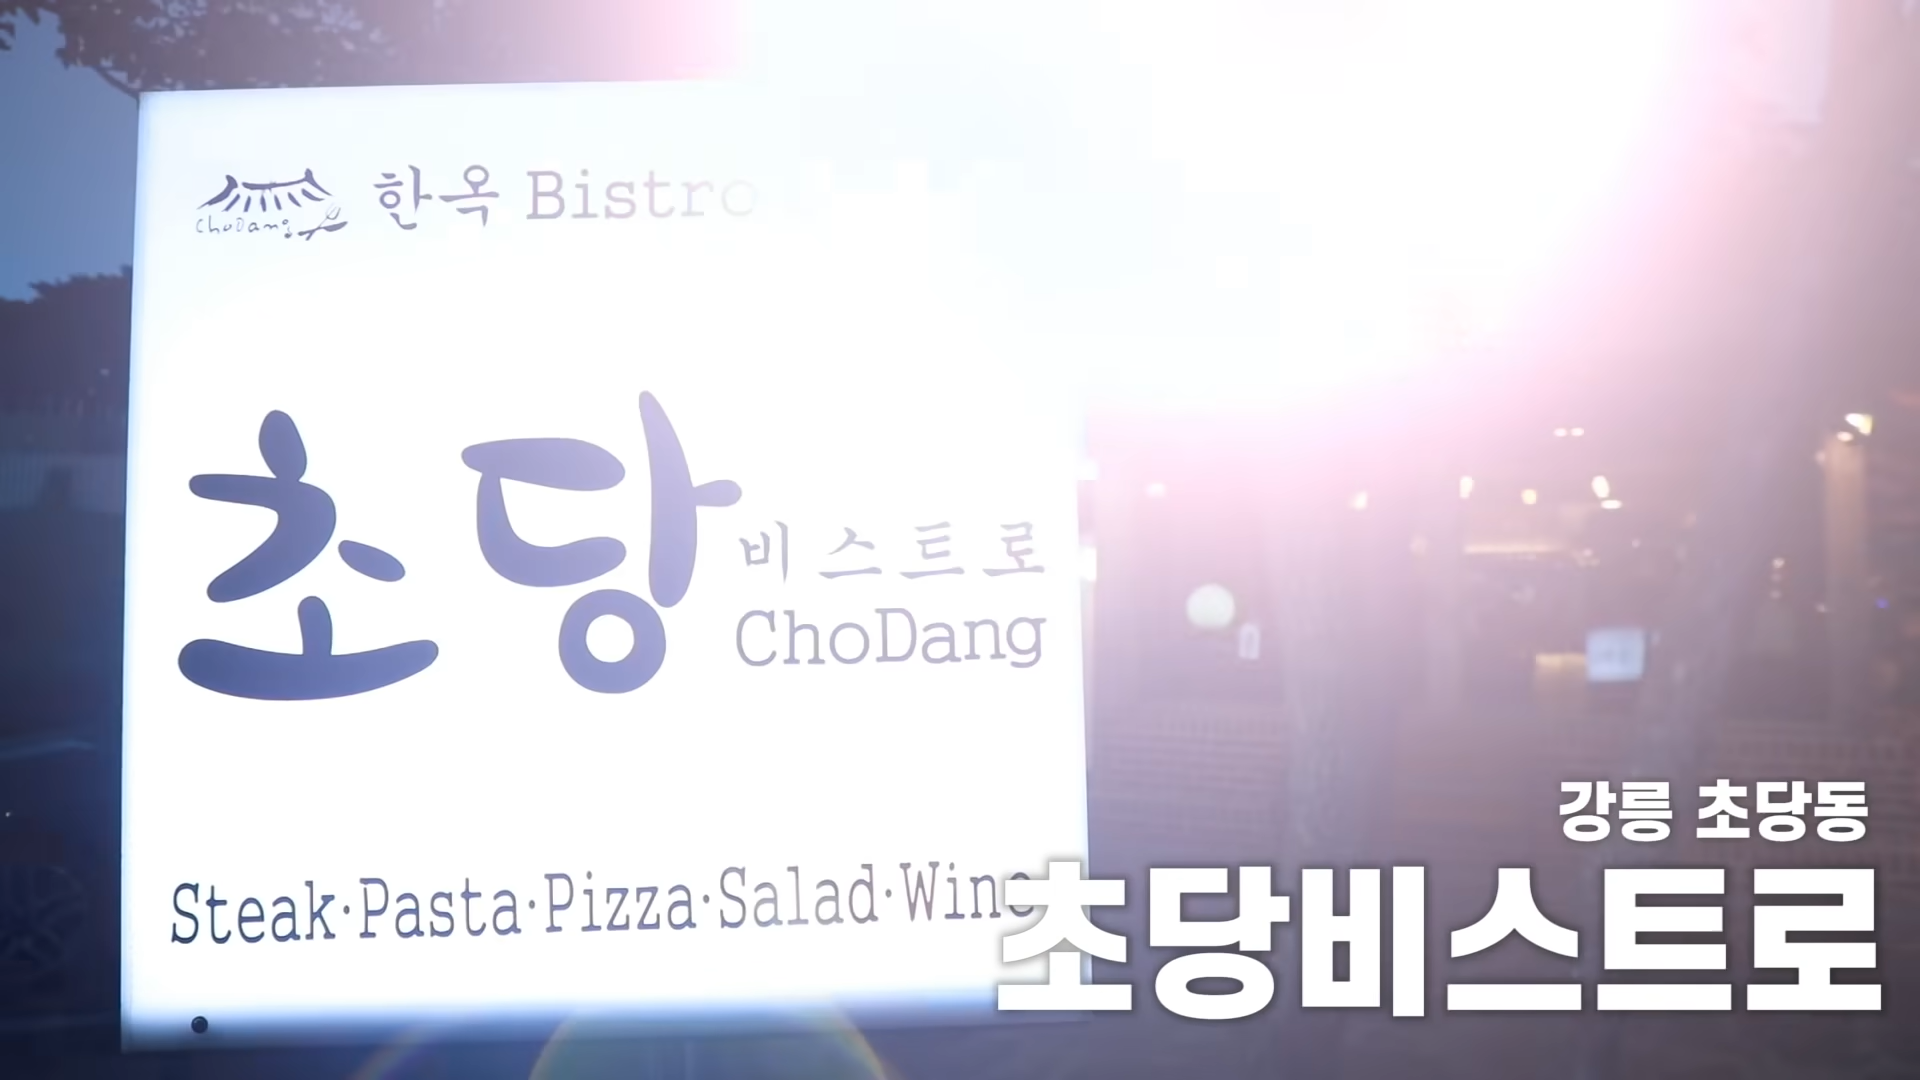 ChoDang
한옥 Bistro
초당
비스트로
ChoDang
Steak·Pasta·Pizza·Salad·Wine
강릉 초당동
초당비스트로